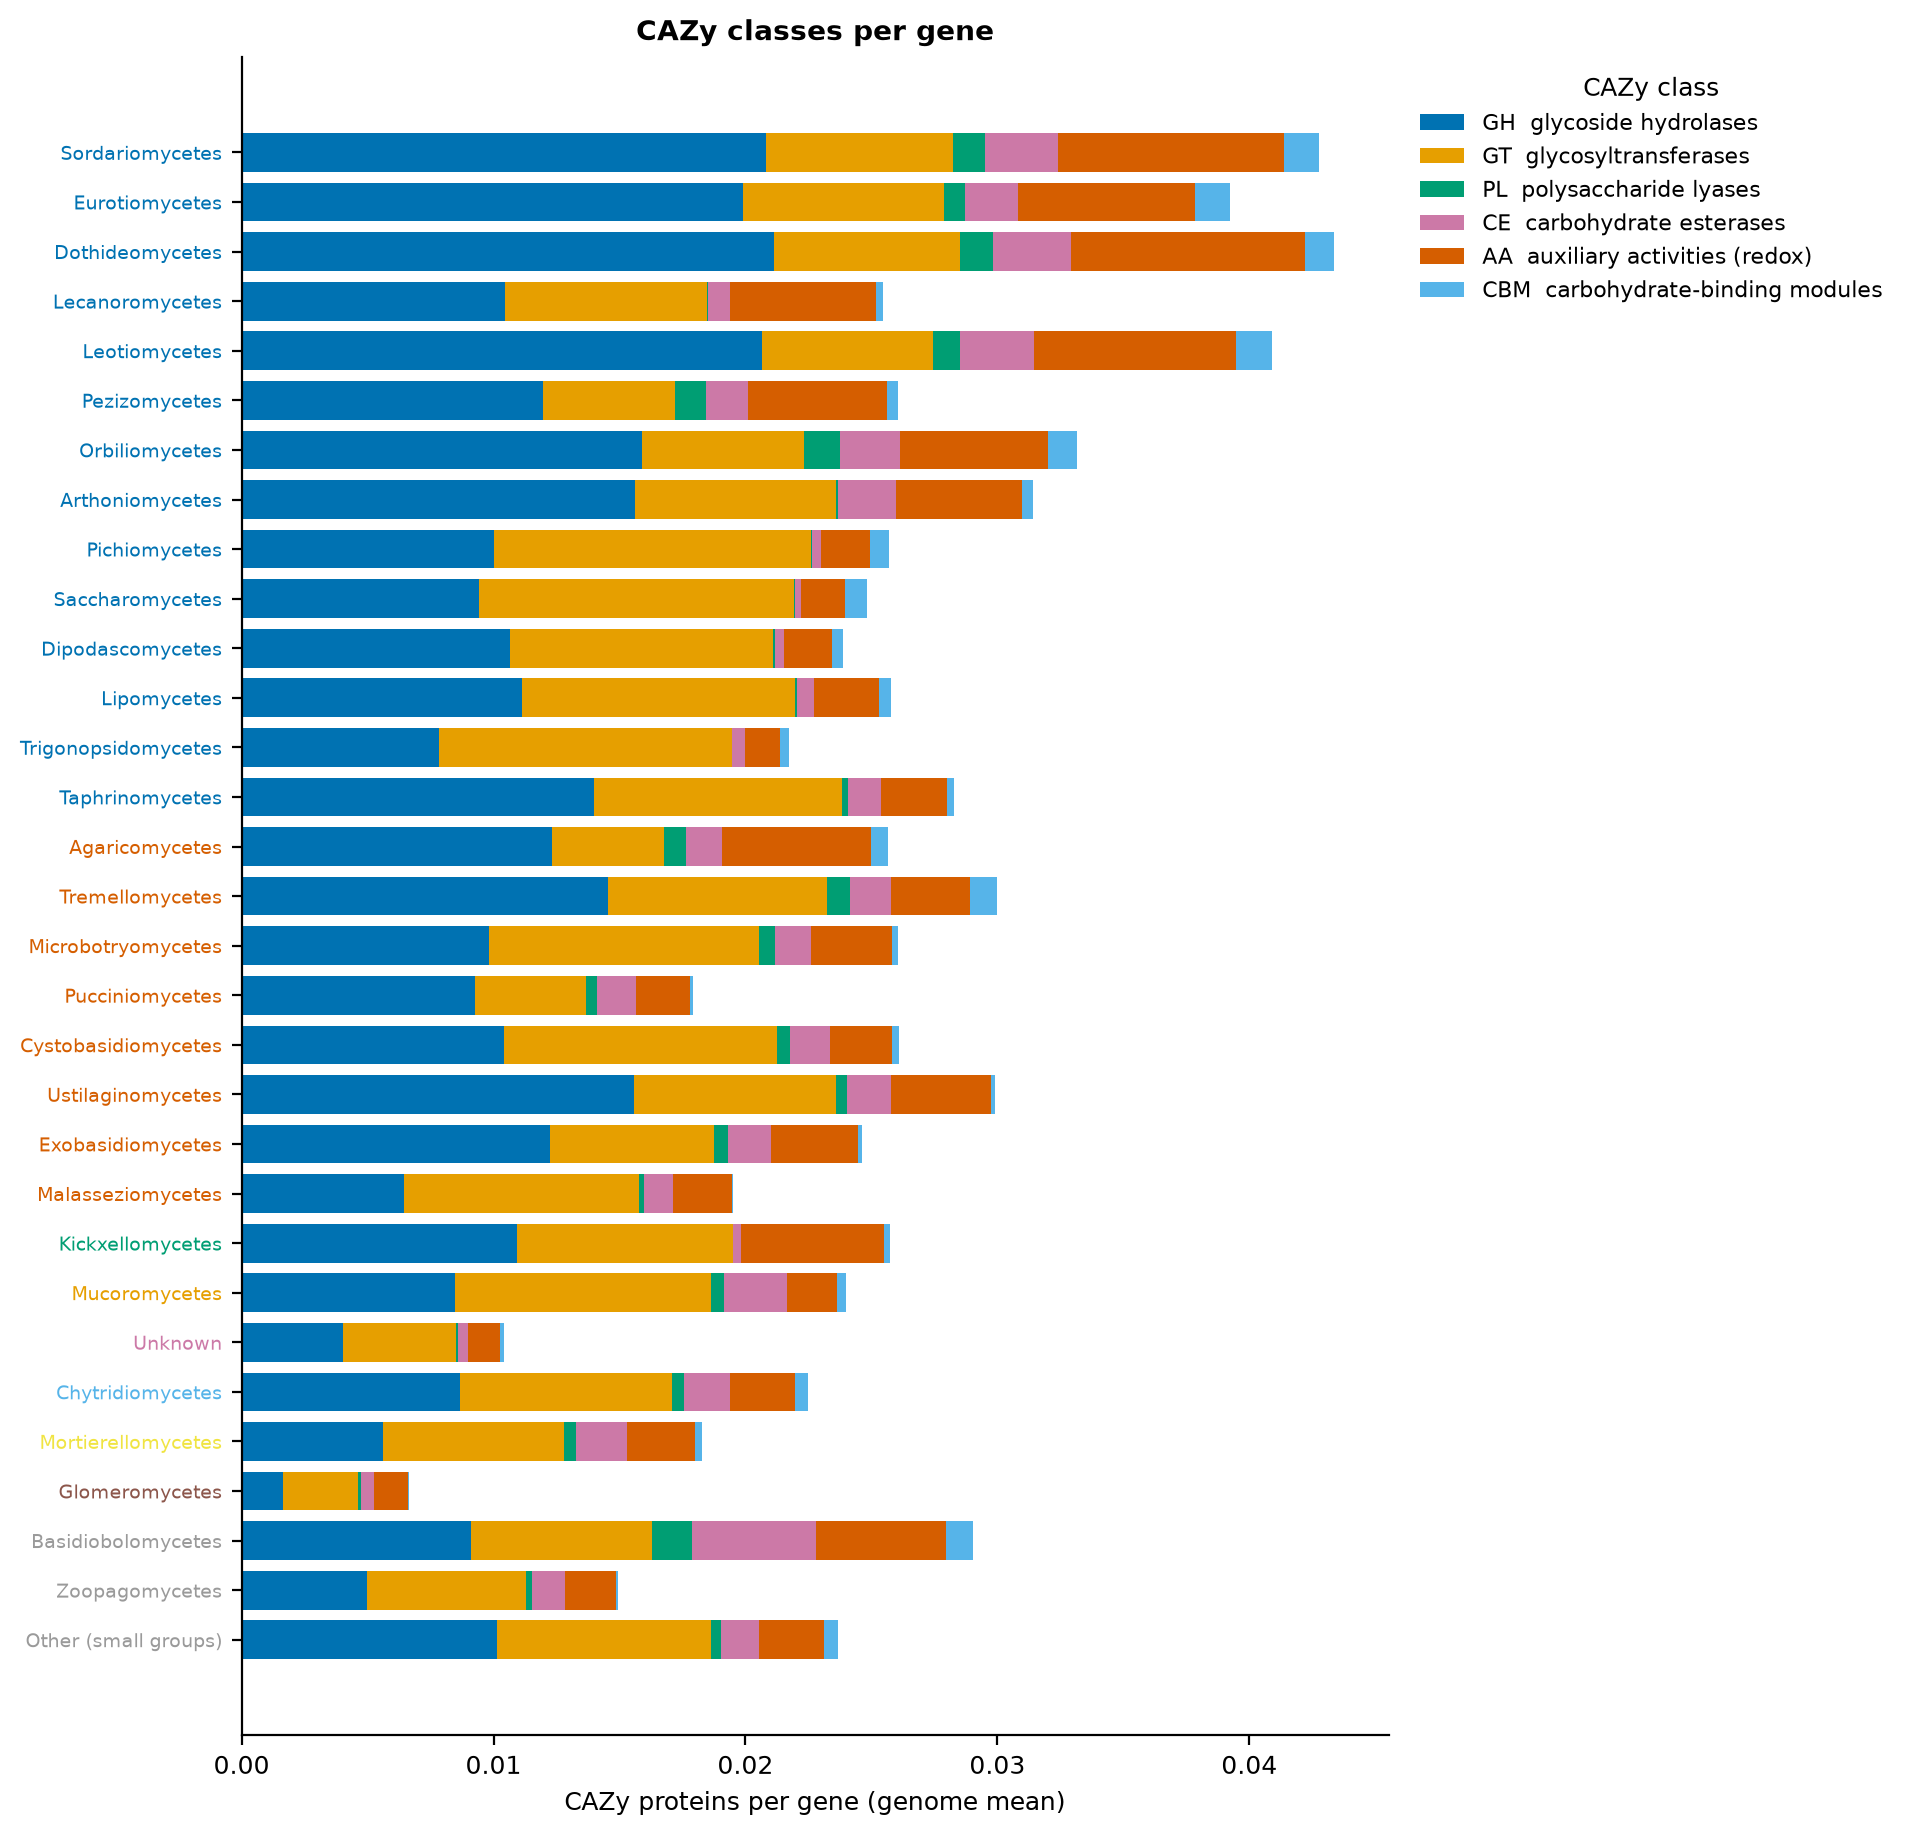 CAZy classes per gene
CAZy class
GH  glycoside hydrolases
GT  glycosyltransferases
PL  polysaccharide lyases
CE  carbohydrate esterases
AA  auxiliary activities (redox)
CBM  carbohydrate-binding modules
Sordariomycetes
Eurotiomycetes
Dothideomycetes
Lecanoromycetes
Leotiomycetes
Pezizomycetes
Orbiliomycetes
Arthoniomycetes
Pichiomycetes
Saccharomycetes
Dipodascomycetes
Lipomycetes
Trigonopsidomycetes
Taphrinomycetes
Agaricomycetes
Tremellomycetes
Microbotryomycetes
Pucciniomycetes
Cystobasidiomycetes
Ustilaginomycetes
Exobasidiomycetes
Malasseziomycetes
Kickxellomycetes
Mucoromycetes
Unknown
Chytridiomycetes
Mortierellomycetes
Glomeromycetes
Basidiobolomycetes
Zoopagomycetes
Other (small groups)
0.00 0.01 0.02 0.03 0.04
CAZy proteins per gene (genome mean)